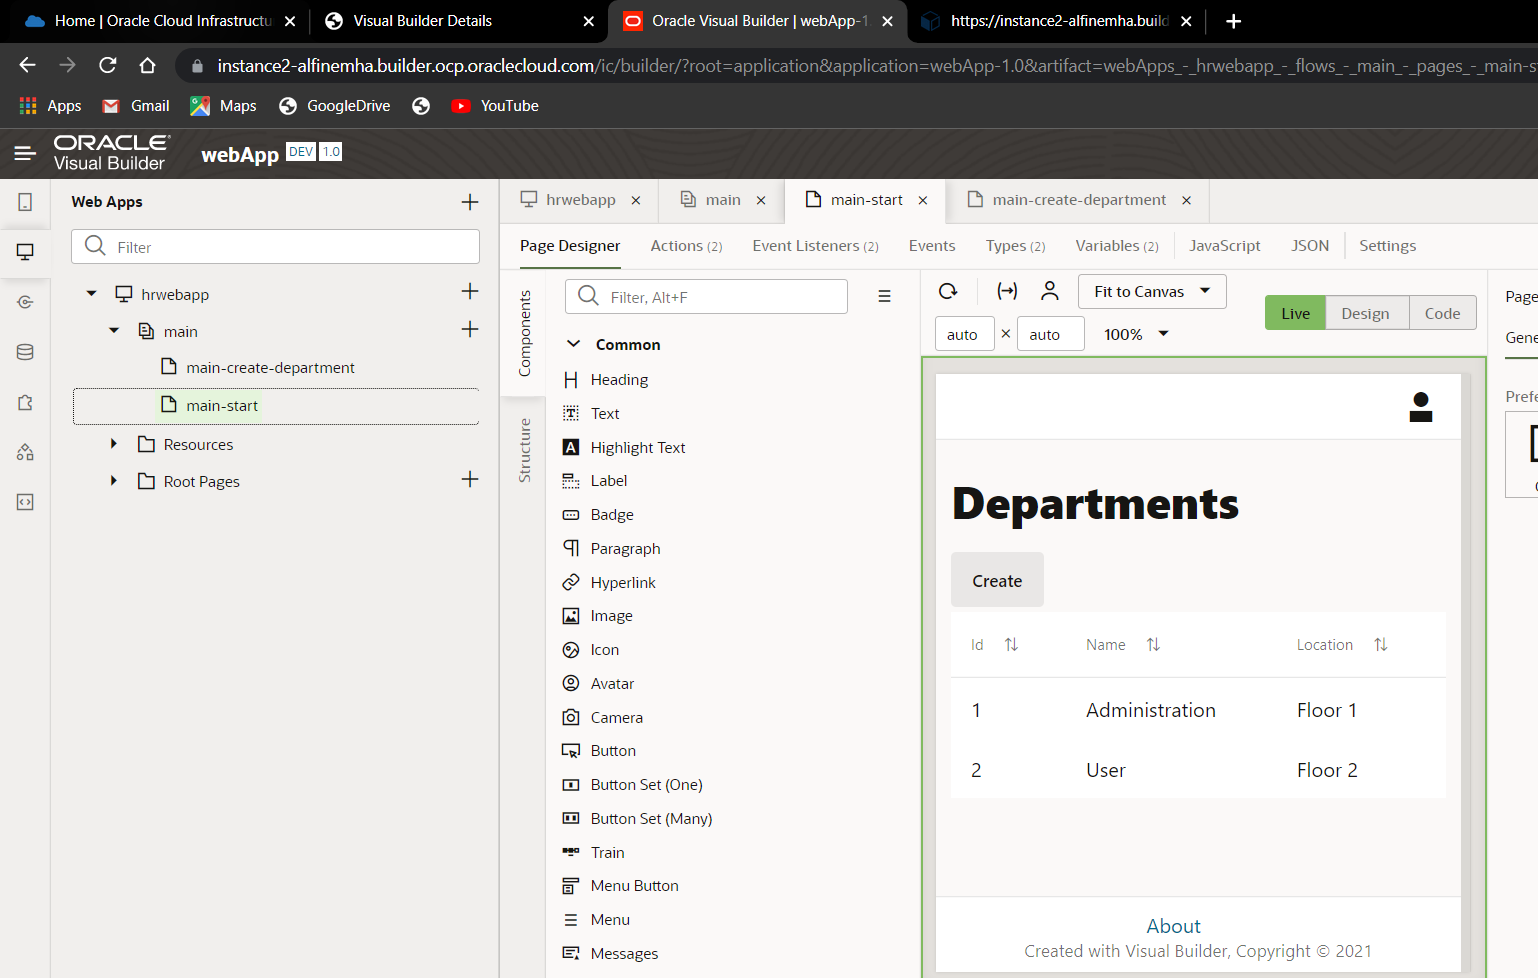 Home | Oracle Cloud Infrastructu
Visual Builder Details
Oracle Visual Builder | webApp-1.
https://instance2-alfinemha.build
instance2-alfinemha.builder.ocp.oraclecloud.com/ic/builder/?root=application&application=webApp-1.0&artifact=webApps_-_hrwebapp_-_flows_-_main_-_pages_-_main-s
Apps
Gmail
Maps
GoogleDrive
YouTube
ORACLE
Visual Builder
webApp DEV 1.0
Web Apps
Filter
hrwebapp
main
main-create-department
main-start
Resources
Root Pages
hrwebapp
main
main-start
main-create-department
Page Designer
Actions (2)
Event Listeners (2)
Events
Types (2)
Variables (2)
JavaScript
JSON
Settings
Components
Structure
Filter, Alt+F
Common
Heading
Text
Highlight Text
Label
Badge
Paragraph
Hyperlink
Image
Icon
Avatar
Camera
Button
Button Set (One)
Button Set (Many)
Train
Menu Button
Menu
Messages
Fit to Canvas
auto × auto
100%
Live
Design
Code
Departments
Create
Id Name Location
1 Administration Floor 1
2 User Floor 2
About
Created with Visual Builder, Copyright © 2021
Page
Gene
Prefe